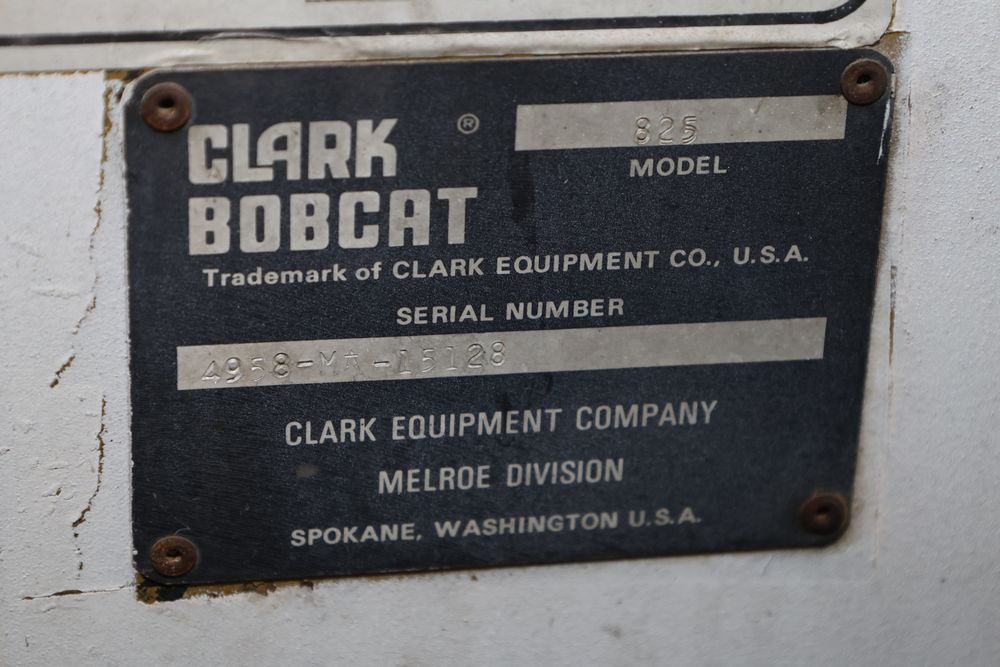 CLARK ®
BOBCAT
825
MODEL
Trademark of CLARK EQUIPMENT CO., U.S.A.
SERIAL NUMBER
4958-MA-15128
CLARK EQUIPMENT COMPANY
MELROE DIVISION
SPOKANE, WASHINGTON U.S.A.